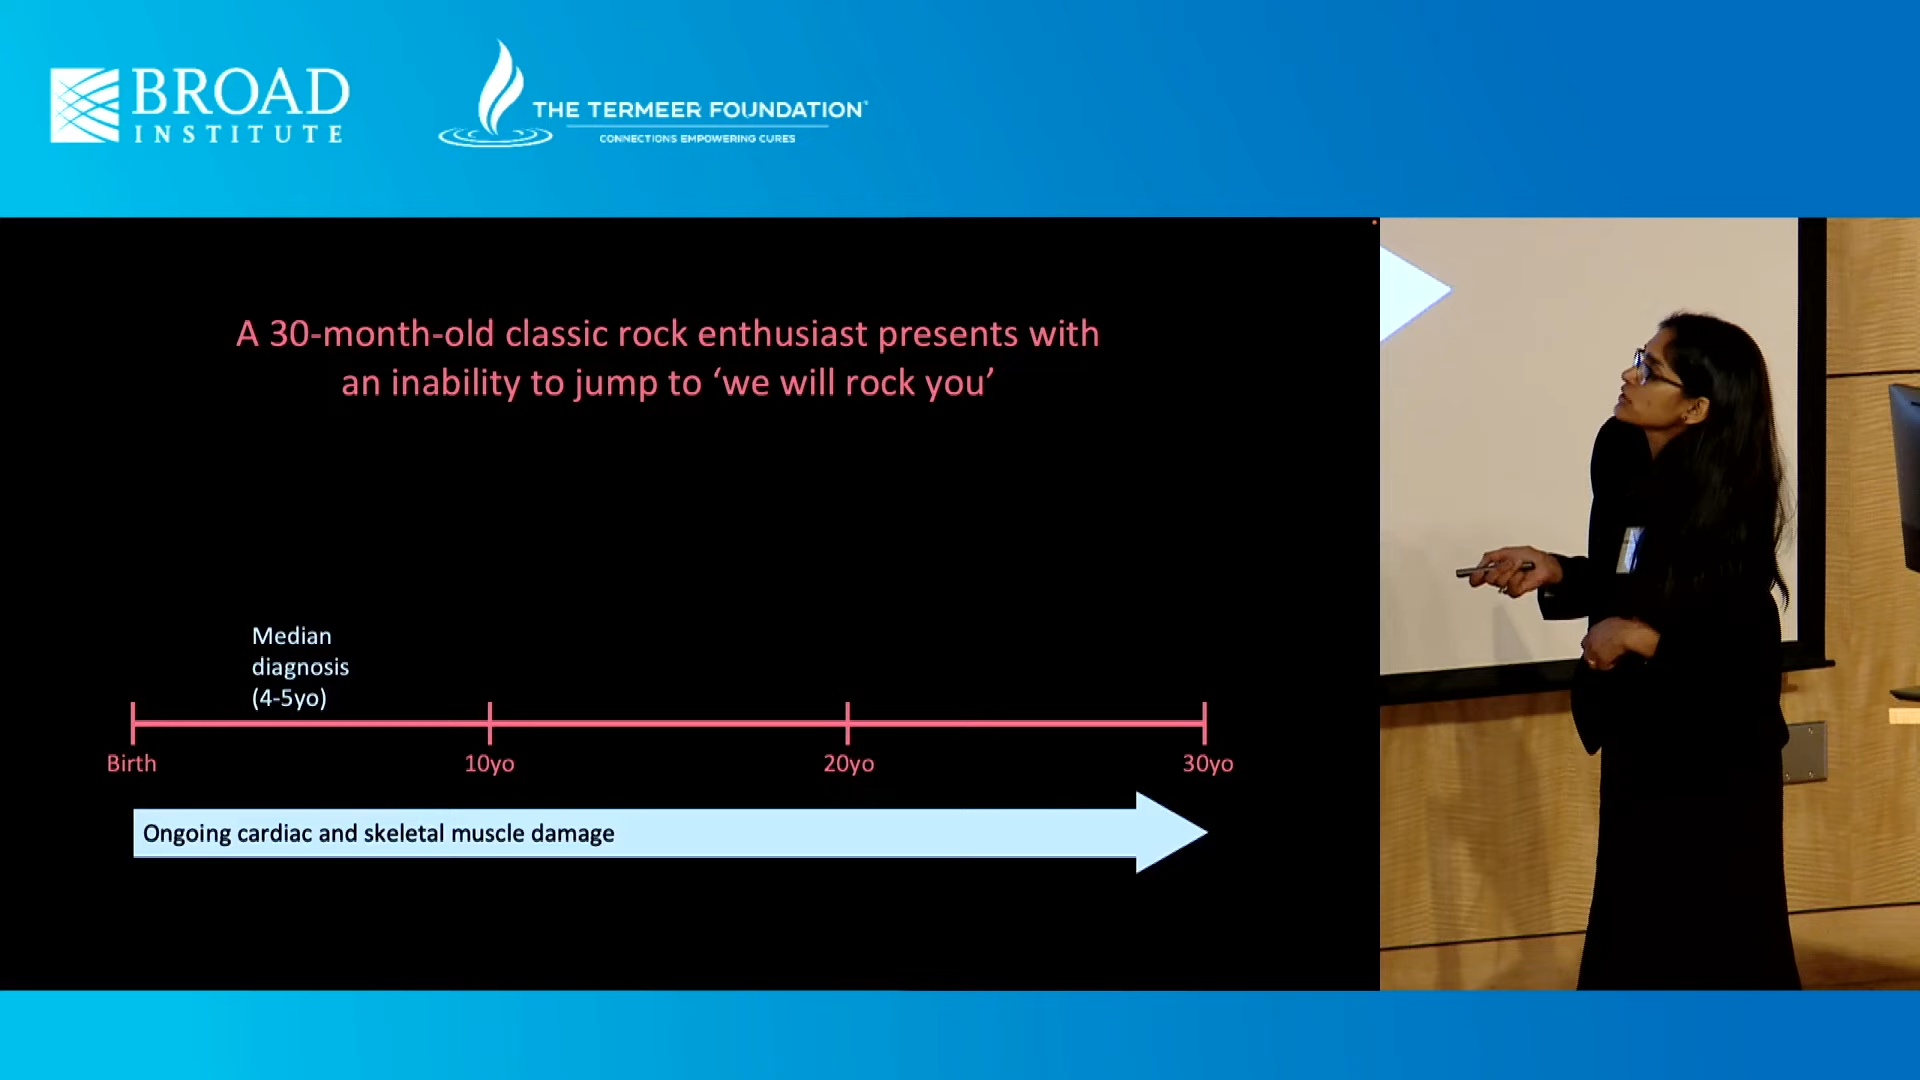 BROAD
INSTITUTE
THE TERMEER FOUNDATION
CONNECTIONS EMPOWERING CURES
A 30-month-old classic rock enthusiast presents with
an inability to jump to ‘we will rock you’
Median
diagnosis
(4-5yo)
Birth
10yo
20yo
30yo
Ongoing cardiac and skeletal muscle damage